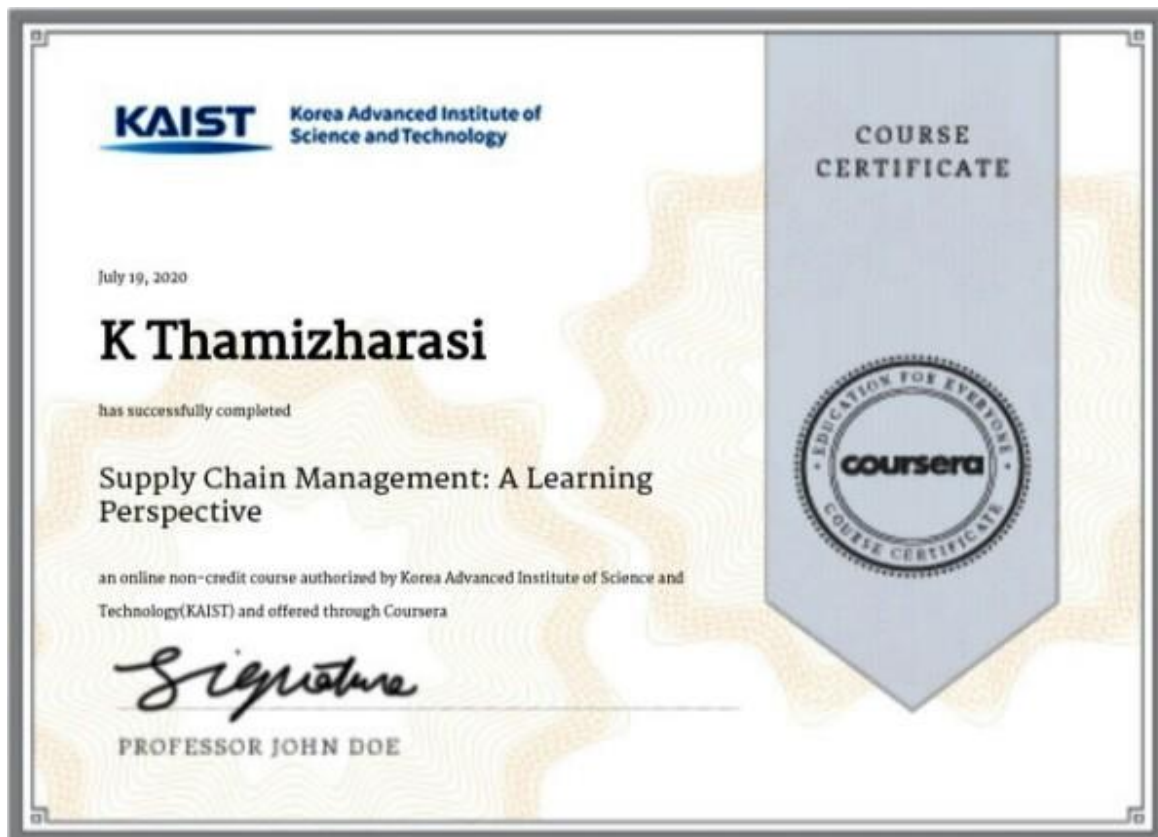 KAIST
Korea Advanced Institute of
Science and Technology
COURSE
CERTIFICATE
July 19, 2020
K Thamizharasi
has successfully completed
Supply Chain Management: A Learning
Perspective
an online non-credit course authorized by Korea Advanced Institute of Science and
Technology(KAIST) and offered through Coursera
Signature
PROFESSOR JOHN DOE
EDUCATION FOR EVERYONE
coursera
COURSE CERTIFICATE